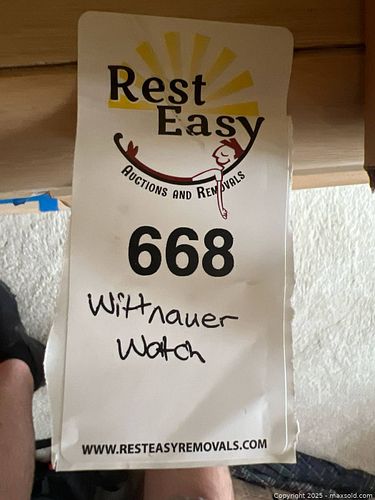 Rest
Easy
AUCTIONS AND REMOVALS
668
Wittnauer
Watch
WWW.RESTEASYREMOVALS.COM
Copyright 2025 - maxsold.com